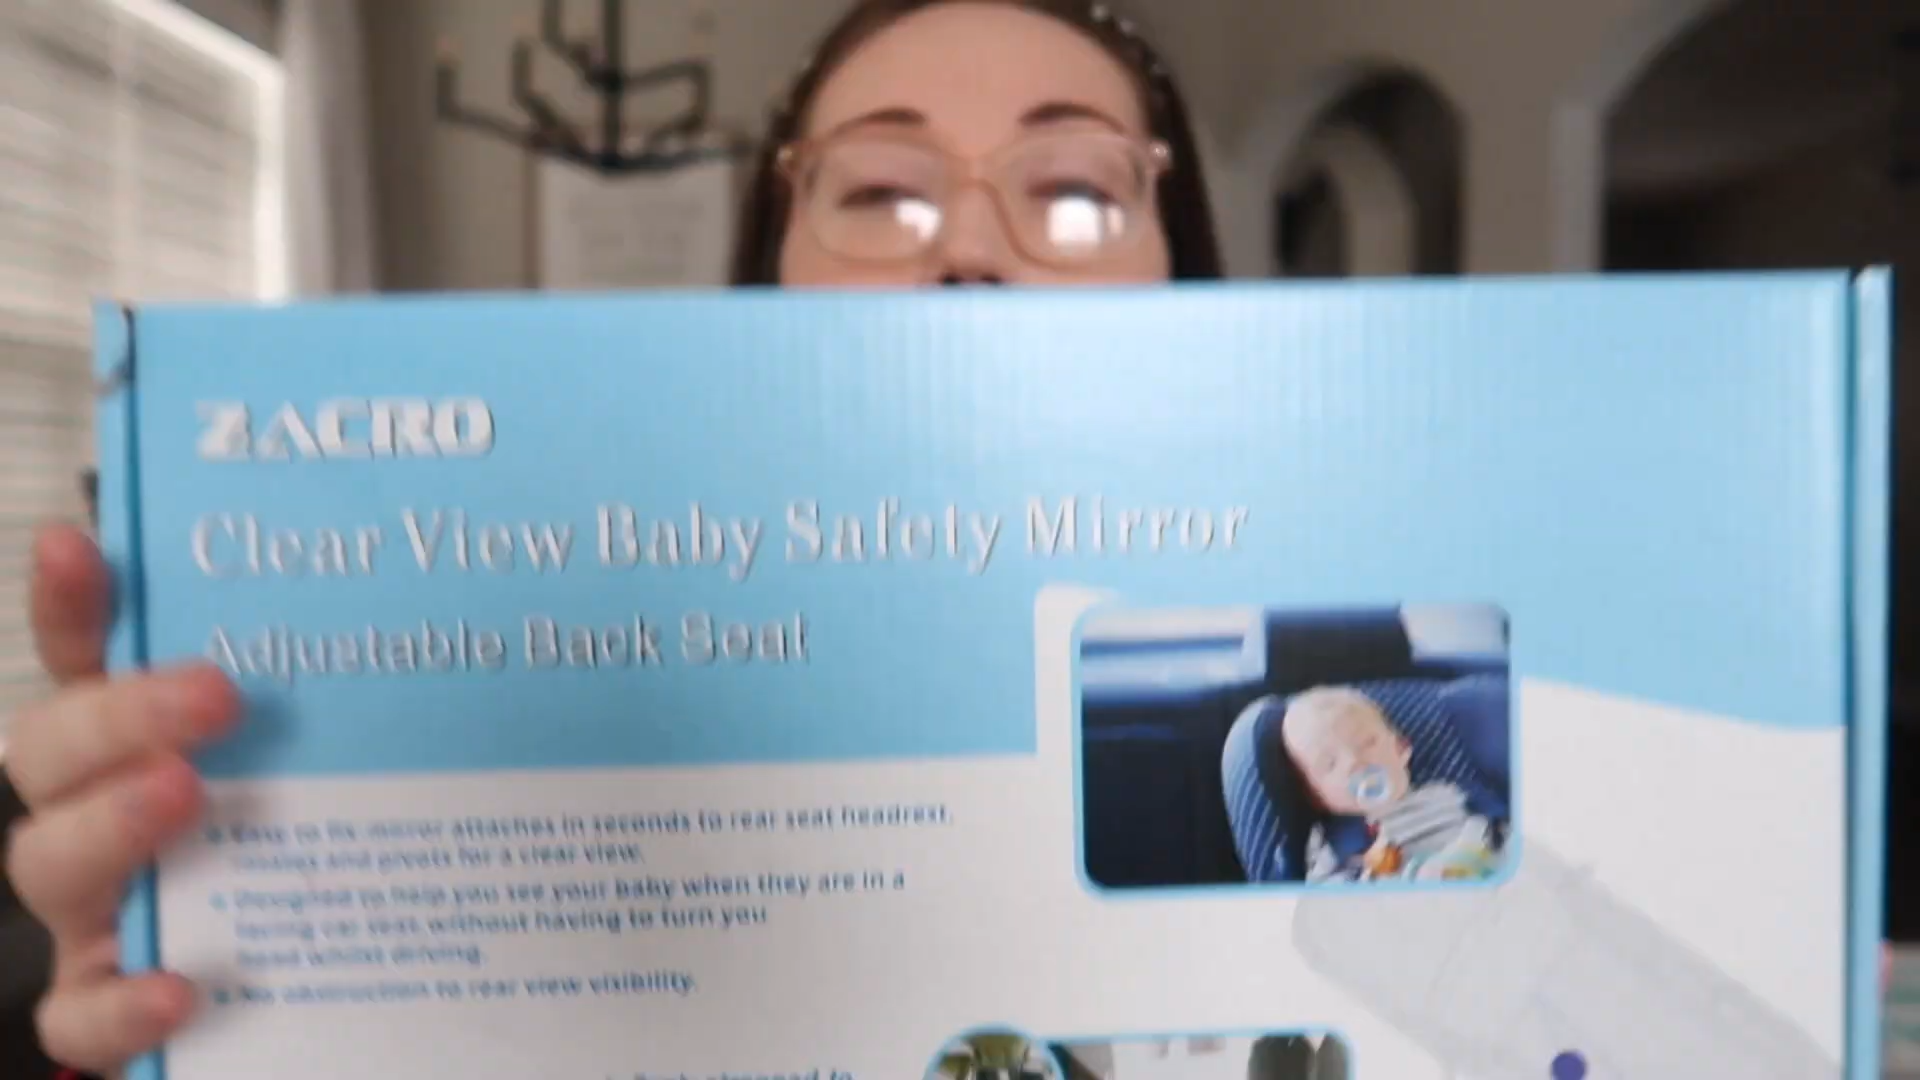 ZACRO
Clear View Baby Safety Mirror
Adjustable Back Seat
Easy to fix mirror attaches in seconds to rear seat headrest,
rotates and pivots for a clear view.
Designed to help you see your baby when they are in a
facing car seat without having to turn you
head whilst driving.
No obstruction to rear view visibility.